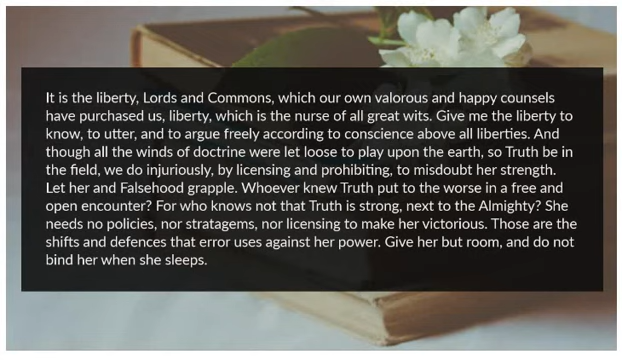 It is the liberty, Lords and Commons, which our own valorous and happy counsels
have purchased us, liberty, which is the nurse of all great wits. Give me the liberty to
know, to utter, and to argue freely according to conscience above all liberties. And
though all the winds of doctrine were let loose to play upon the earth, so Truth be in
the field, we do injuriously, by licensing and prohibiting, to misdoubt her strength.
Let her and Falsehood grapple. Whoever knew Truth put to the worse in a free and
open encounter? For who knows not that Truth is strong, next to the Almighty? She
needs no policies, nor stratagems, nor licensing to make her victorious. Those are the
shifts and defences that error uses against her power. Give her but room, and do not
bind her when she sleeps.